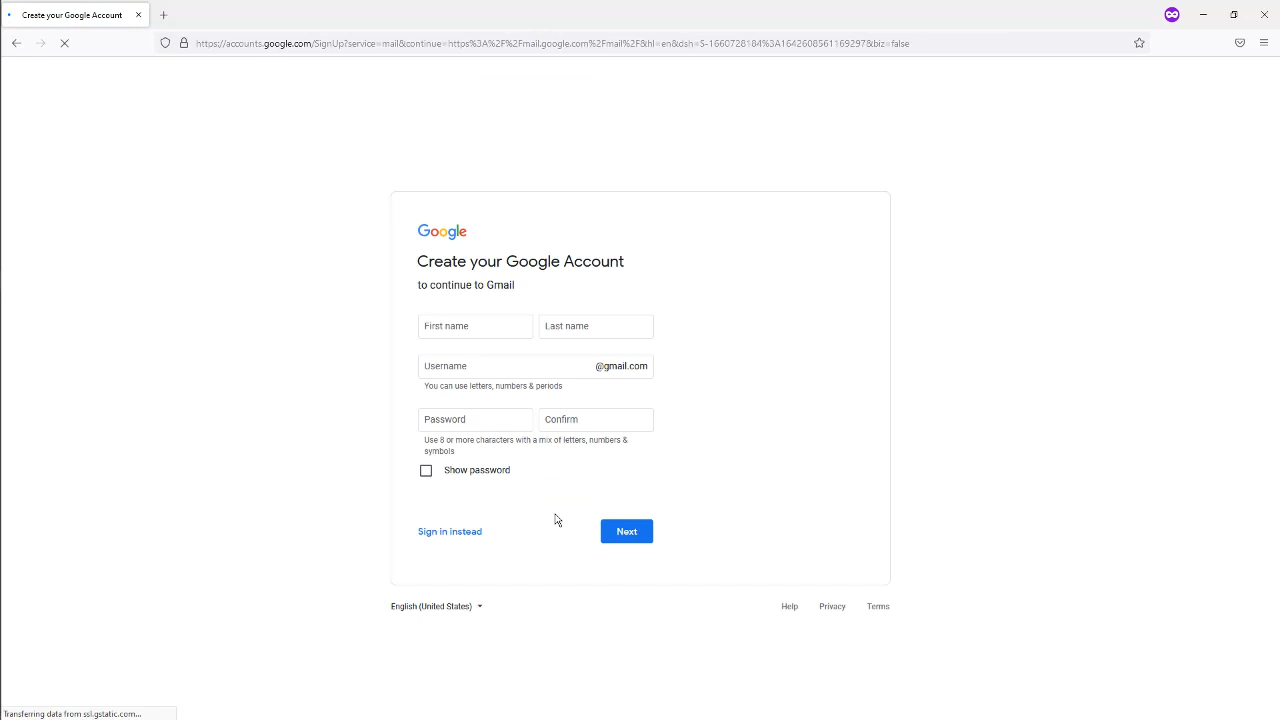 Create your Google Account
https://accounts.google.com/SignUp?service=mail&continue=https%3A%2F%2Fmail.google.com%2Fmail%2F&hl=en&dsh=S-1660728184%3A1642608561169297&biz=false
Google
Create your Google Account
to continue to Gmail
First name Last name
Username @gmail.com
You can use letters, numbers & periods
Password Confirm
Use 8 or more characters with a mix of letters, numbers &
symbols
Show password
Sign in instead Next
English (United States) Help Privacy Terms
Transferring data from ssl.gstatic.com...